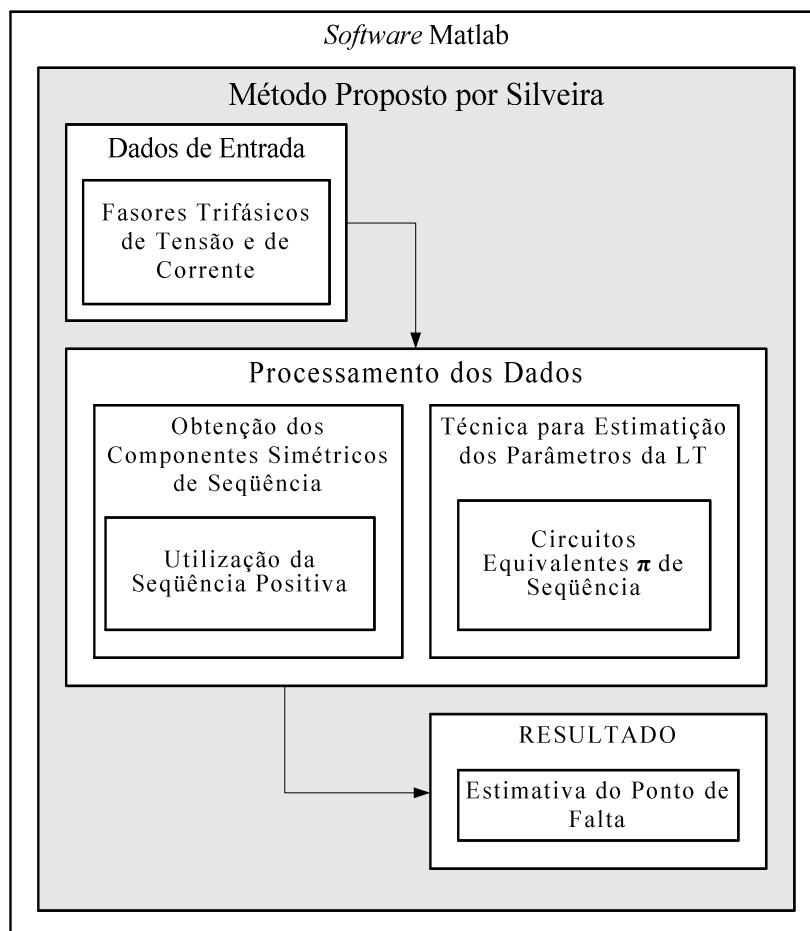 Software Matlab
Método Proposto por Silveira
Dados de Entrada
Fasores Trifásicos
de Tensão e de
Corrente
Processamento dos Dados
Obtenção dos
Componentes Simétricos
de Seqüência
Utilização da
Seqüência Positiva
Técnica para Estimatição
dos Parâmetros da LT
Circuitos
Equivalentes π de
Seqüência
RESULTADO
Estimativa do Ponto de
Falta